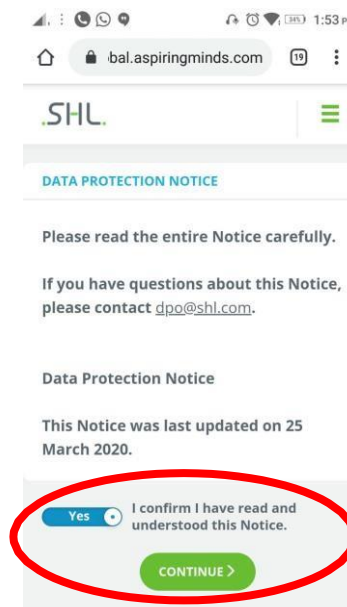 34% 1:53 P
bal.aspiringminds.com 19
.SHL.
DATA PROTECTION NOTICE
Please read the entire Notice carefully.
If you have questions about this Notice,
please contact dpo@shl.com.
Data Protection Notice
This Notice was last updated on 25
March 2020.
Yes I confirm I have read and
understood this Notice.
CONTINUE >